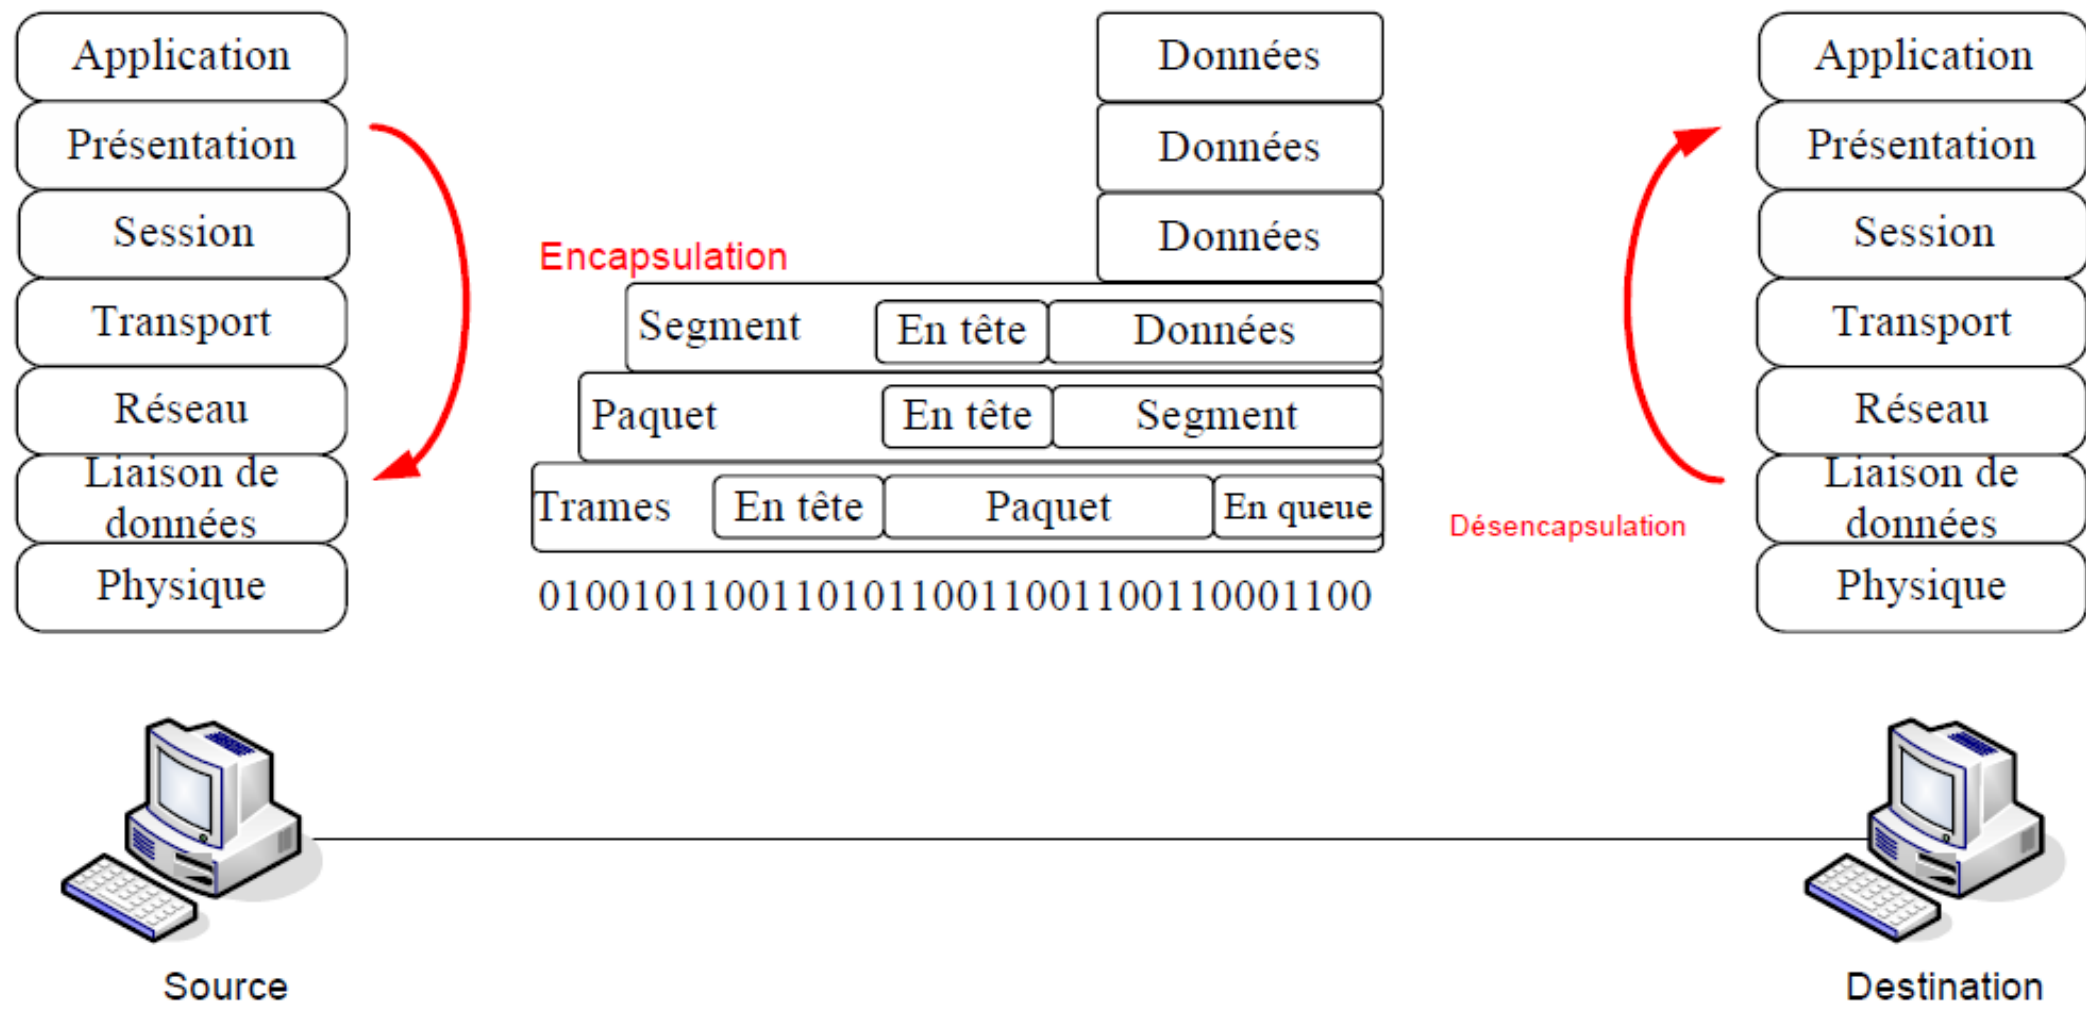 Application
Présentation
Session
Transport
Réseau
Liaison de
données
Physique
Encapsulation
Données
Données
Données
Segment En tête Données
Paquet En tête Segment
Trames En tête Paquet En queue
0100101100110101100110011001100011​00
Désencapsulation
Application
Présentation
Session
Transport
Réseau
Liaison de
données
Physique
Source
Destination